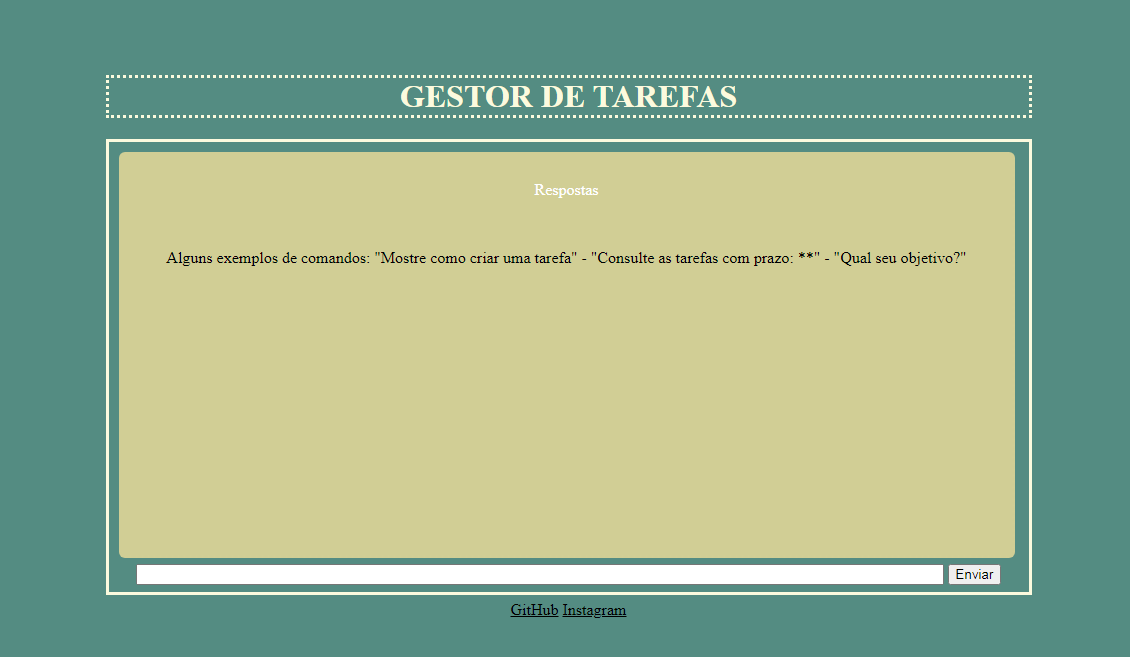 GESTOR DE TAREFAS
Respostas
Alguns exemplos de comandos: "Mostre como criar uma tarefa" - "Consulte as tarefas com prazo: **" - "Qual seu objetivo?"
Enviar
GitHub Instagram